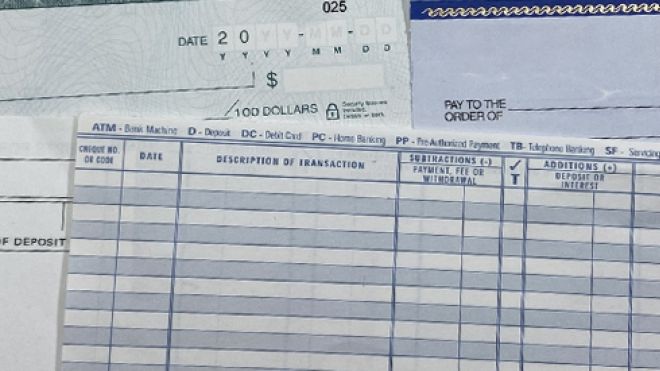 025
DATE 2 0 Y Y - M M - D D
Y Y Y Y M M D D
$
/100 DOLLARS Security features
PAY TO THE
ORDER OF
ATM - Bank Machine D - Deposit DC - Debit Card PC - Home Banking PP - Pre-Authorized Payment TB - Telephone Banking SF - Servicing
CHEQUE NO.
OR CODE
DATE
DESCRIPTION OF TRANSACTION
SUBTRACTIONS (-)
PAYMENT, FEE OR
WITHDRAWAL
✓
T
ADDITIONS (+)
DEPOSIT OR
INTEREST
OF DEPOSIT